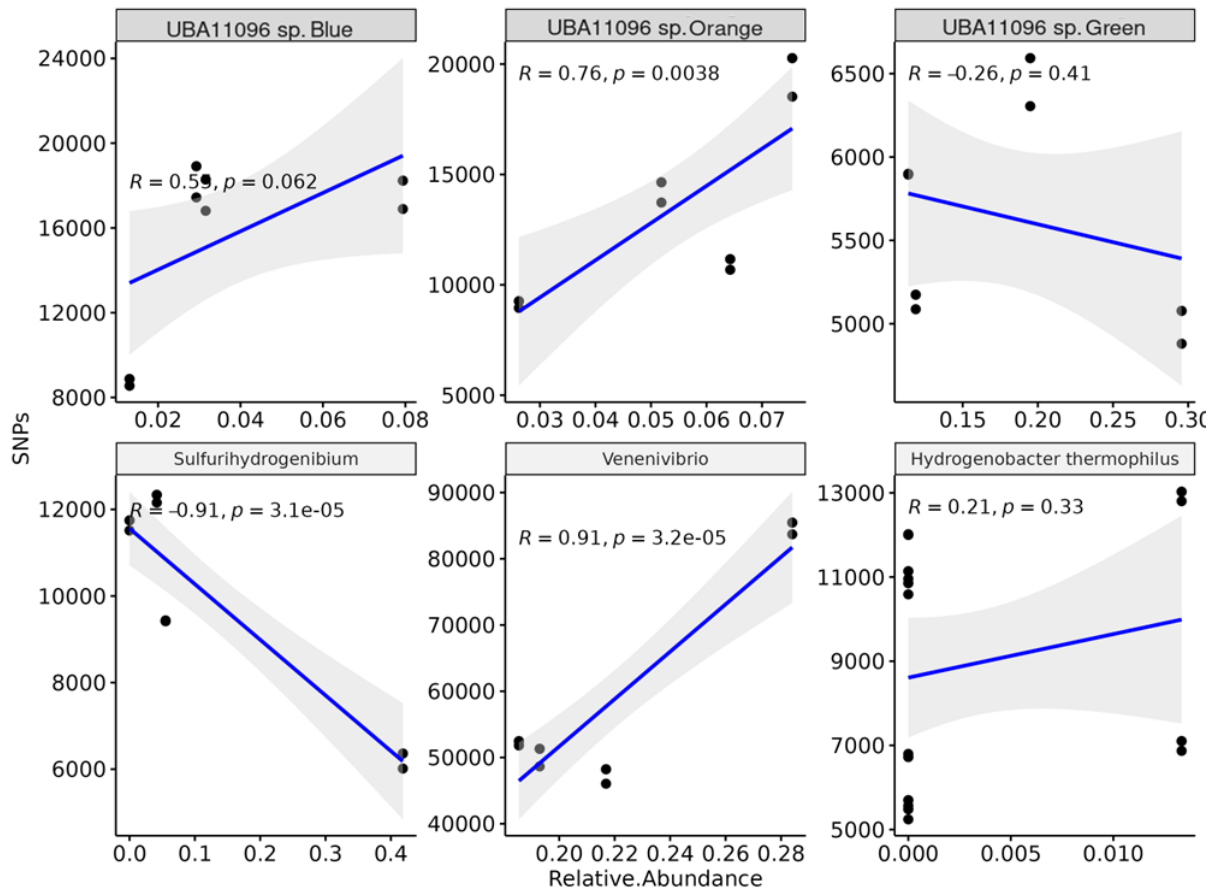 UBA11096 sp. Blue
UBA11096 sp. Orange
UBA11096 sp. Green
24000
20000
16000
12000
8000
R = 0.55, p = 0.062
0.02 0.04 0.06 0.08
20000
15000
10000
5000
R = 0.76, p = 0.0038
0.03 0.04 0.05 0.06 0.07
6500
6000
5500
5000
R = –0.26, p = 0.41
0.15 0.20 0.25 0.30
SNPs
Sulfurihydrogenibium
Venenivibrio
Hydrogenobacter thermophilus
12000
10000
8000
6000
R = –0.91, p = 3.1e-05
0.0 0.1 0.2 0.3 0.4
90000
80000
70000
60000
50000
40000
R = 0.91, p = 3.2e-05
0.20 0.22 0.24 0.26 0.28
13000
11000
9000
7000
5000
R = 0.21, p = 0.33
0.000 0.005 0.010
Relative.Abundance